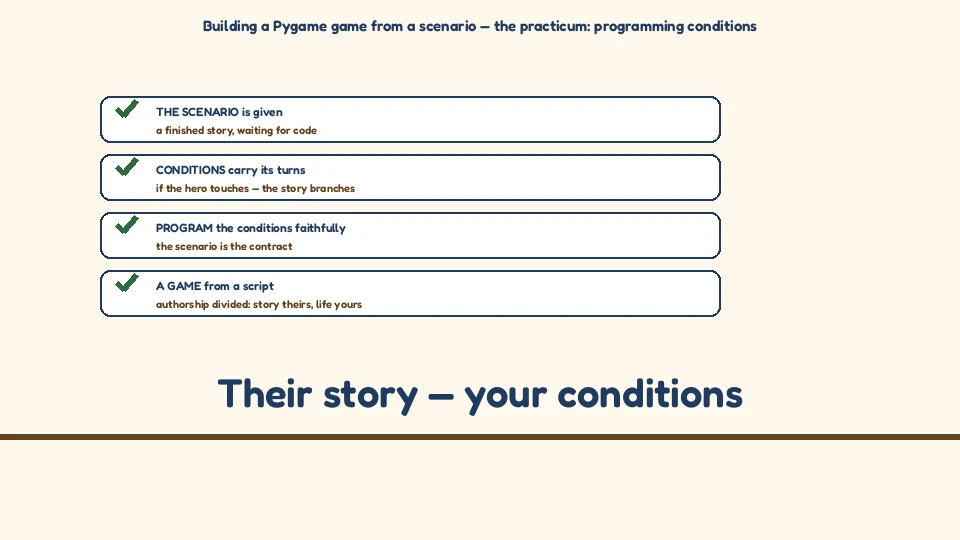 Building a Pygame game from a scenario — the practicum: programming conditions
THE SCENARIO is given
a finished story, waiting for code
CONDITIONS carry its turns
if the hero touches — the story branches
PROGRAM the conditions faithfully
the scenario is the contract
A GAME from a script
authorship divided: story theirs, life yours
Their story — your conditions